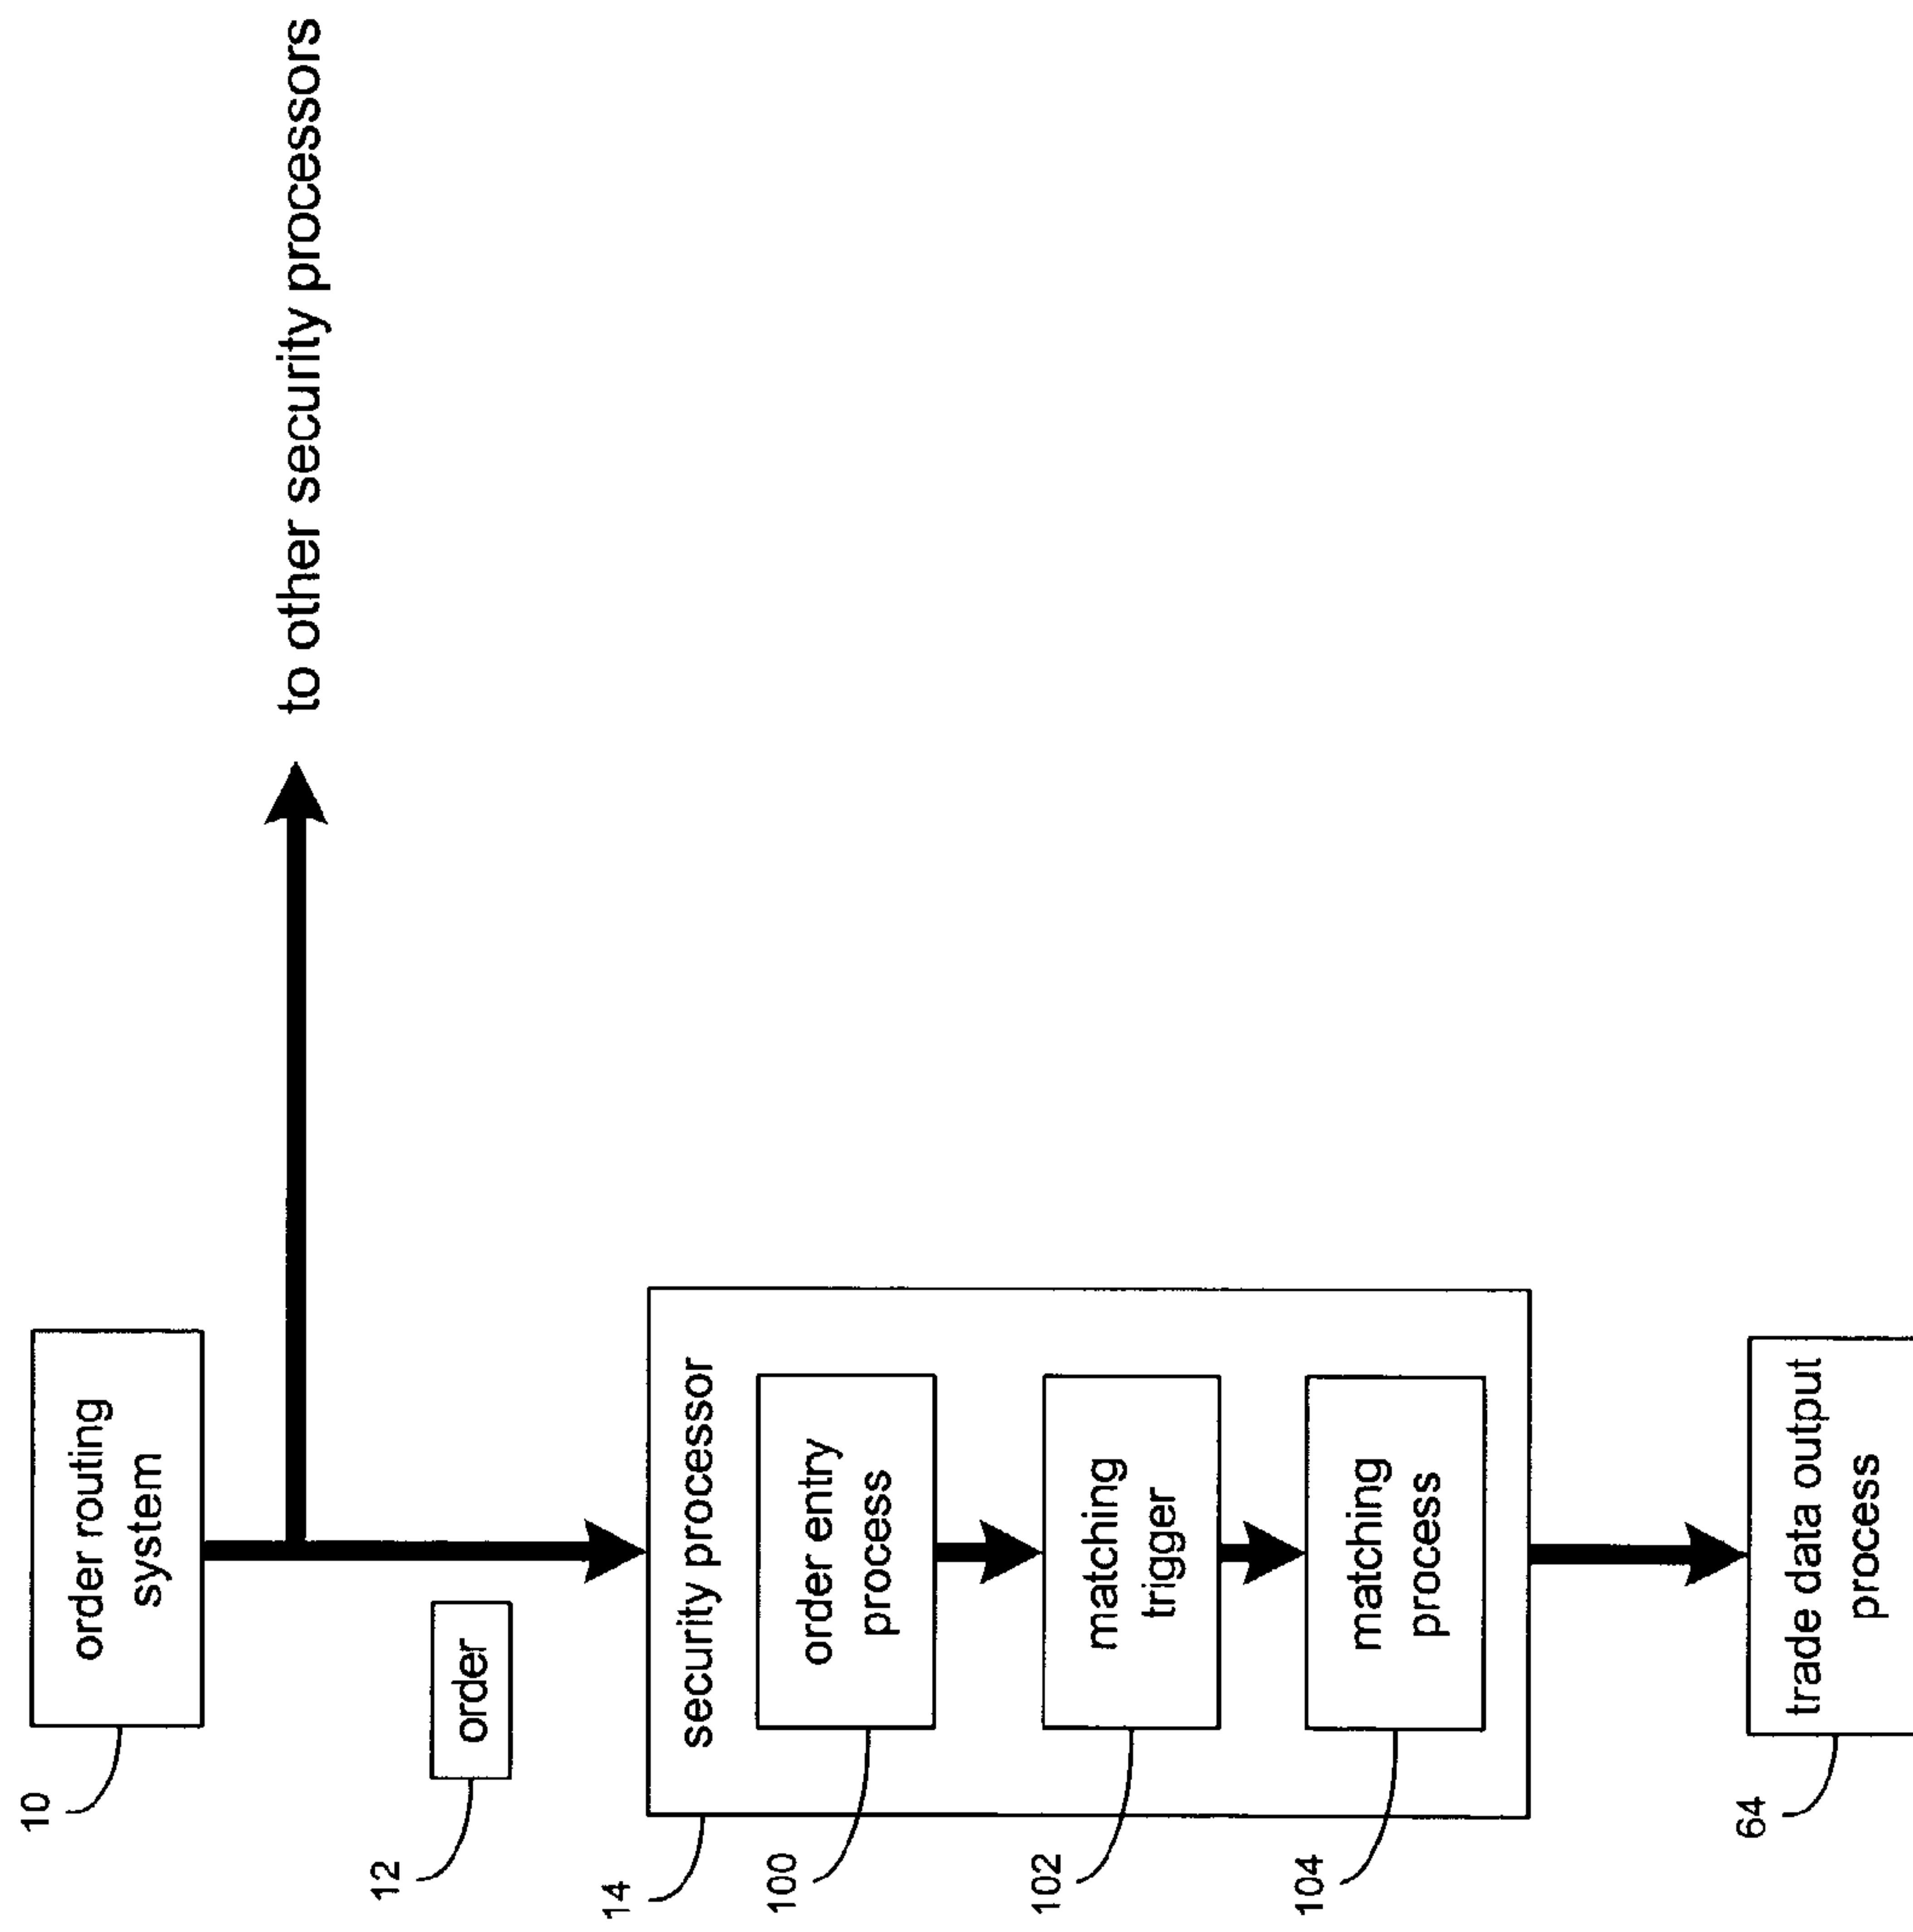 10
order routing
system
to other security processors
12
order
14
security processor
100
order entry
process
102
matching
trigger
104
matching
process
64
trade data output
process